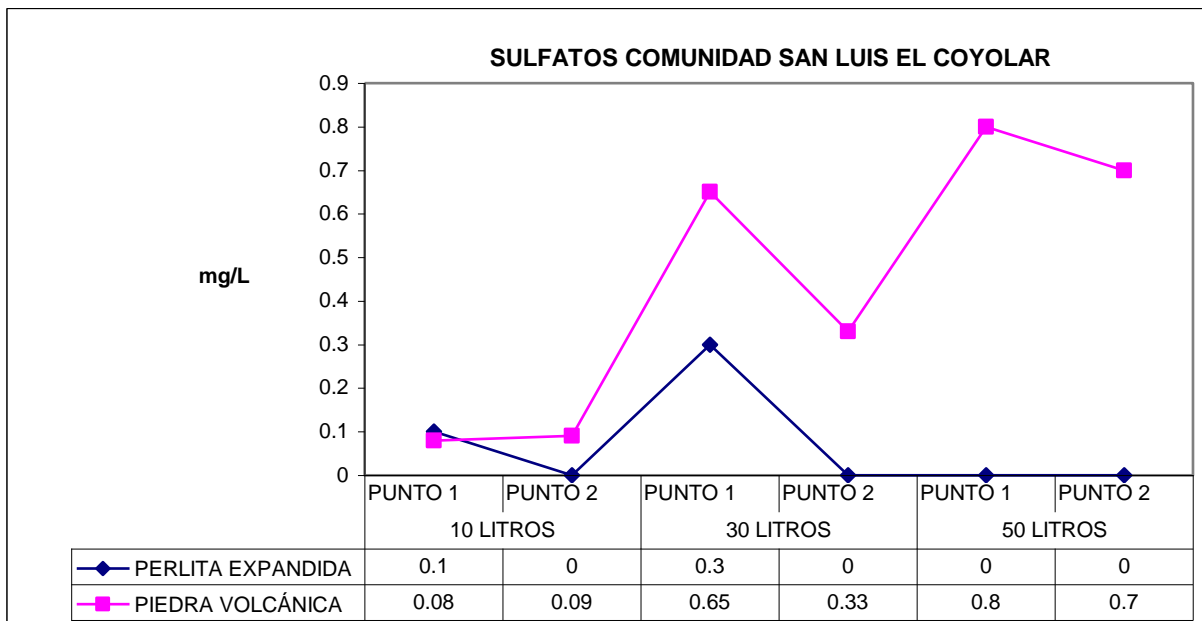 SULFATOS COMUNIDAD SAN LUIS EL COYOLAR
mg/L
0.9
0.8
0.7
0.6
0.5
0.4
0.3
0.2
0.1
0
PUNTO 1 PUNTO 2 PUNTO 1 PUNTO 2 PUNTO 1 PUNTO 2
10 LITROS 30 LITROS 50 LITROS
PERLITA EXPANDIDA 0.1 0 0.3 0 0 0
PIEDRA VOLCÁNICA 0.08 0.09 0.65 0.33 0.8 0.7